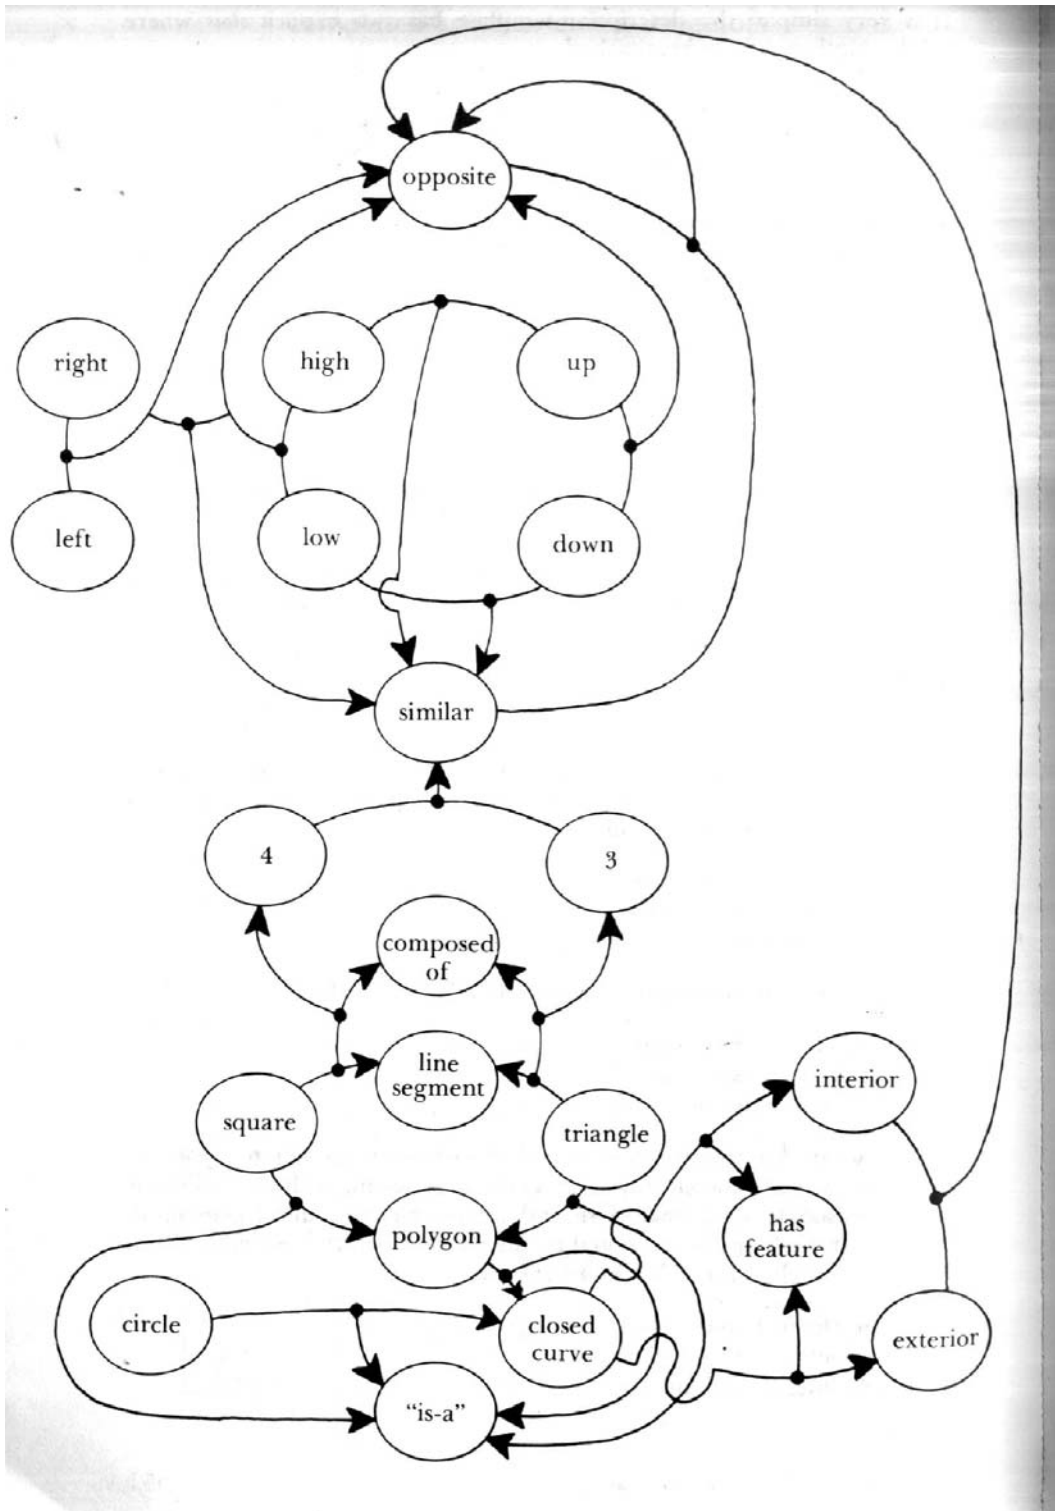 opposite
right
high
up
left
low
down
similar
4
3
composed
of
line
segment
interior
square
triangle
has
feature
polygon
circle
closed
curve
exterior
"is-a"